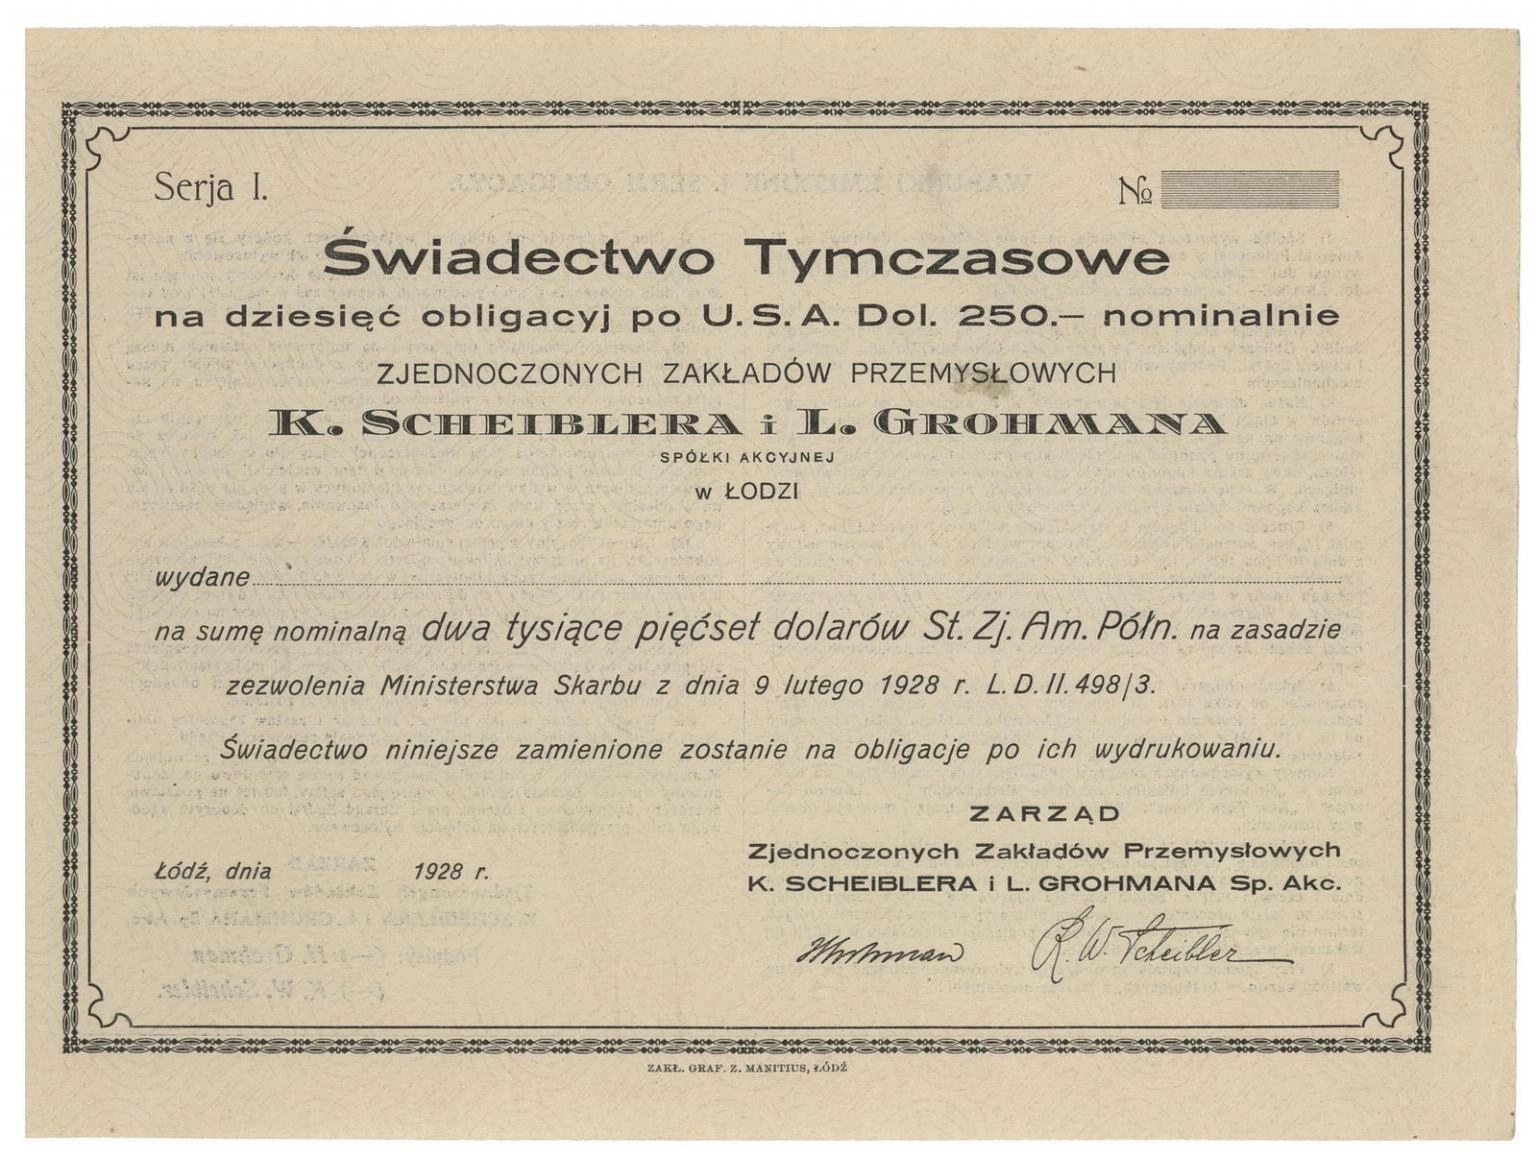 Serja I.
№
Świadectwo Tymczasowe
na dziesięć obligacyj po U. S. A. Dol. 250.— nominalnie
ZJEDNOCZONYCH ZAKŁADÓW PRZEMYSŁOWYCH
K. SCHEIBLERA i L. GROHMANA
SPÓŁKI AKCYJNEJ
w ŁODZI
wydane
na sumę nominalną dwa tysiące pięćset dolarów St. Zj. Am. Półn. na zasadzie
zezwolenia Ministerstwa Skarbu z dnia 9 lutego 1928 r. L. D. II. 498/3.
Świadectwo niniejsze zamienione zostanie na obligacje po ich wydrukowaniu.
ZARZĄD
Zjednoczonych Zakładów Przemysłowych
K. SCHEIBLERA i L. GROHMANA Sp. Akc.
Łódź, dnia 1928 r.
R. W. Scheibler
ZAKŁ. GRAF. Z. MANITIUS, ŁÓDŹ